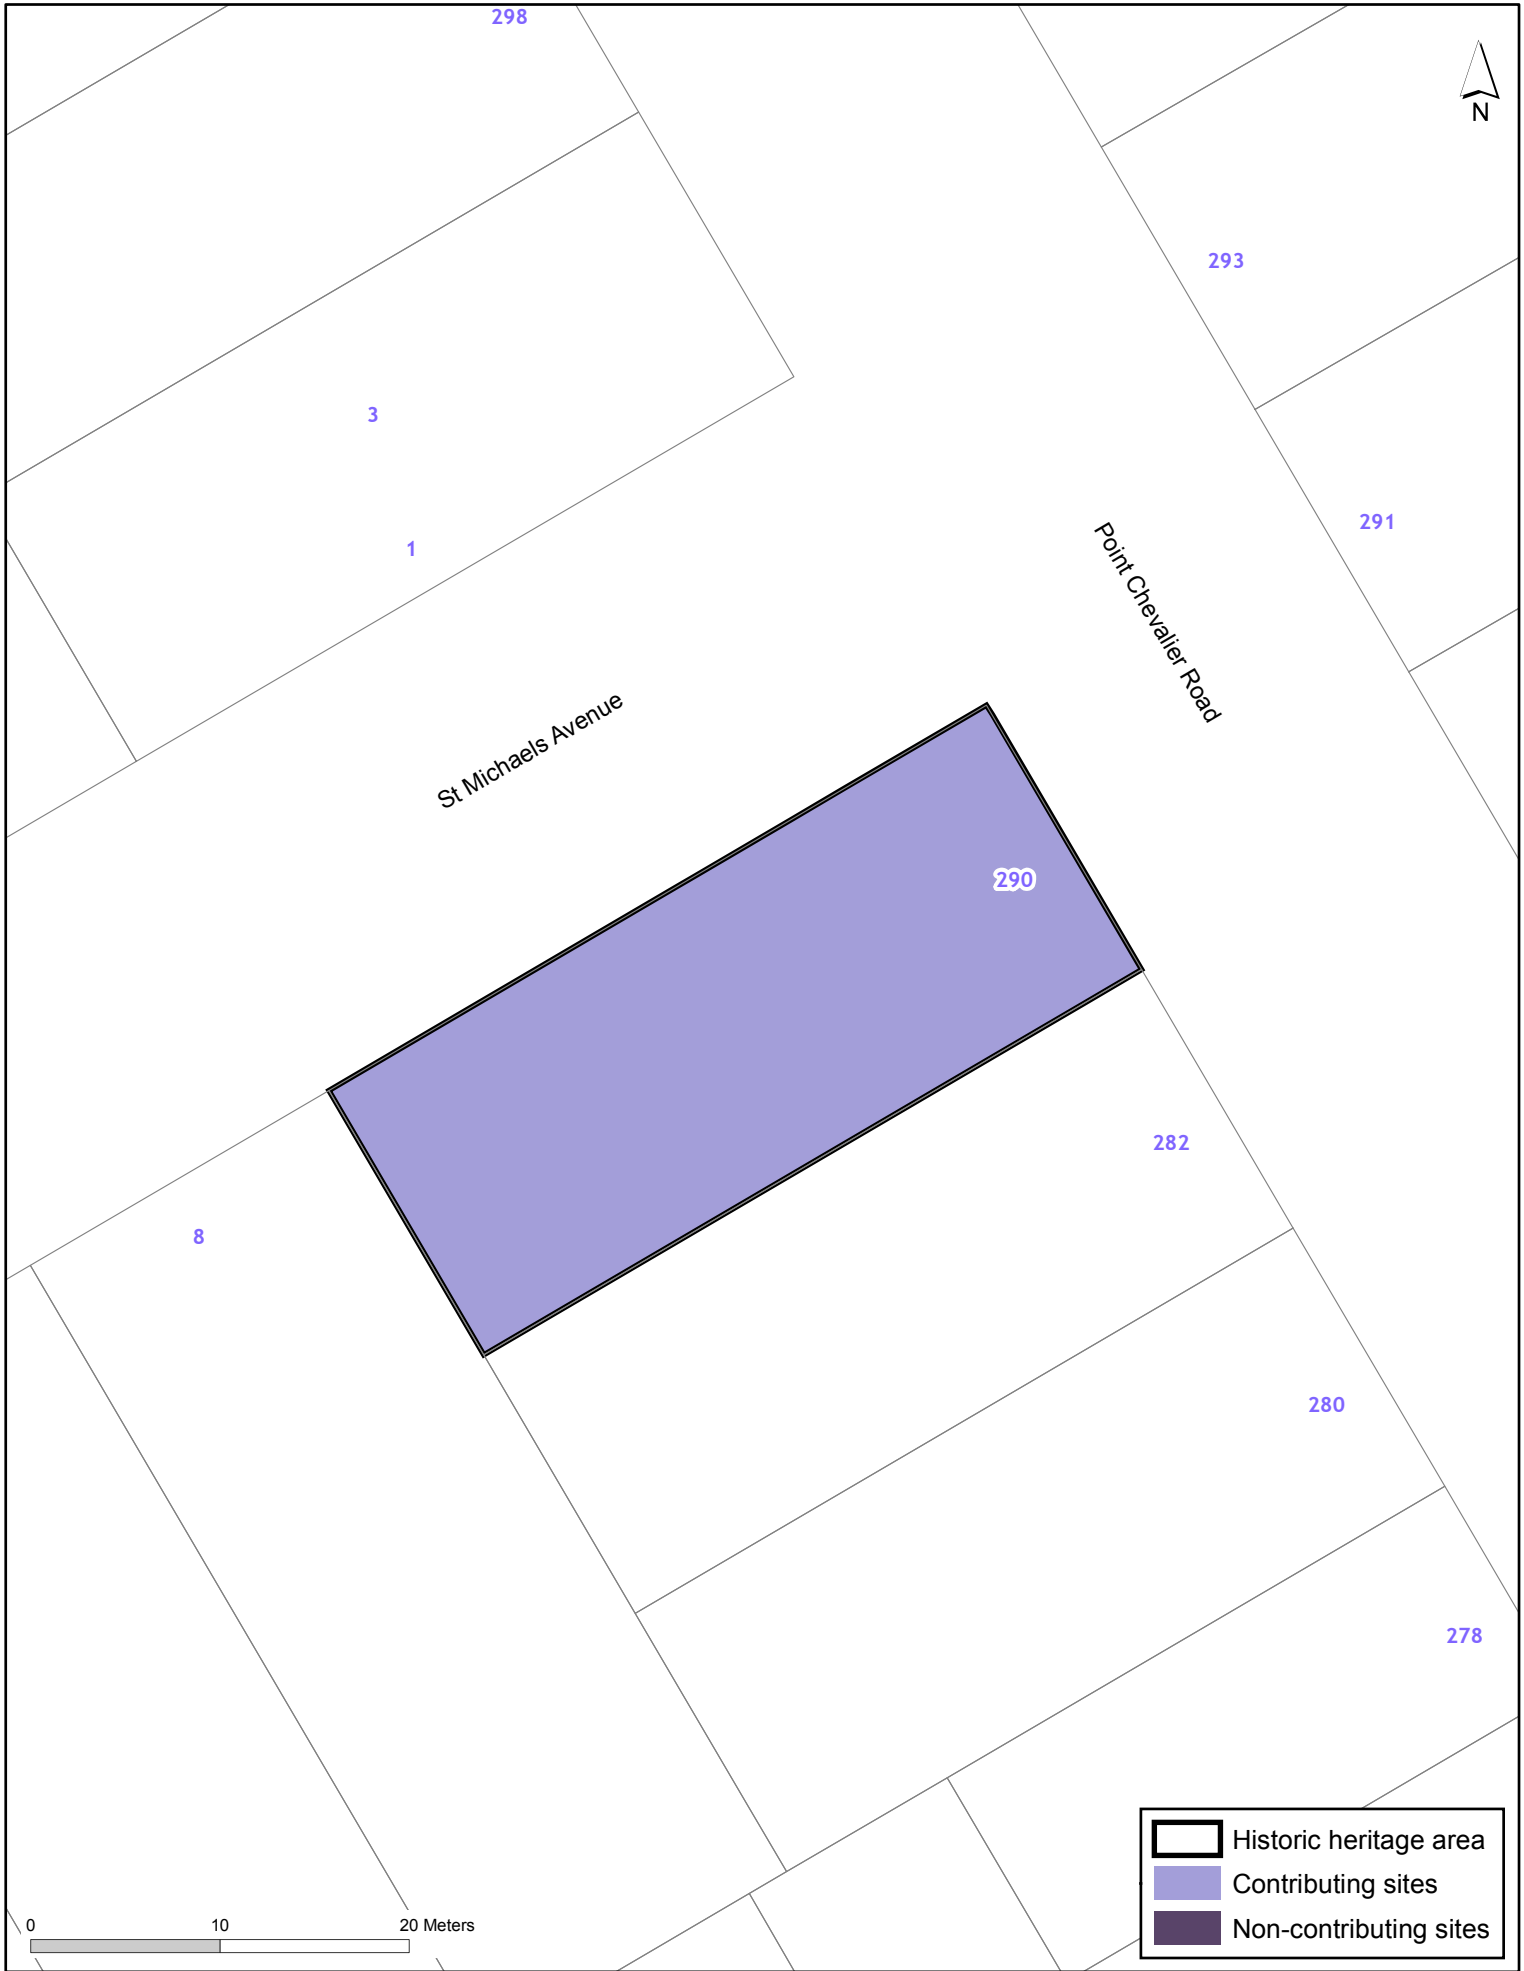 298
N
293
3
291
1
Point Chevalier Road
St Michaels Avenue
290
282
8
280
278
Historic heritage area
Contributing sites
Non-contributing sites
0 10 20 Meters